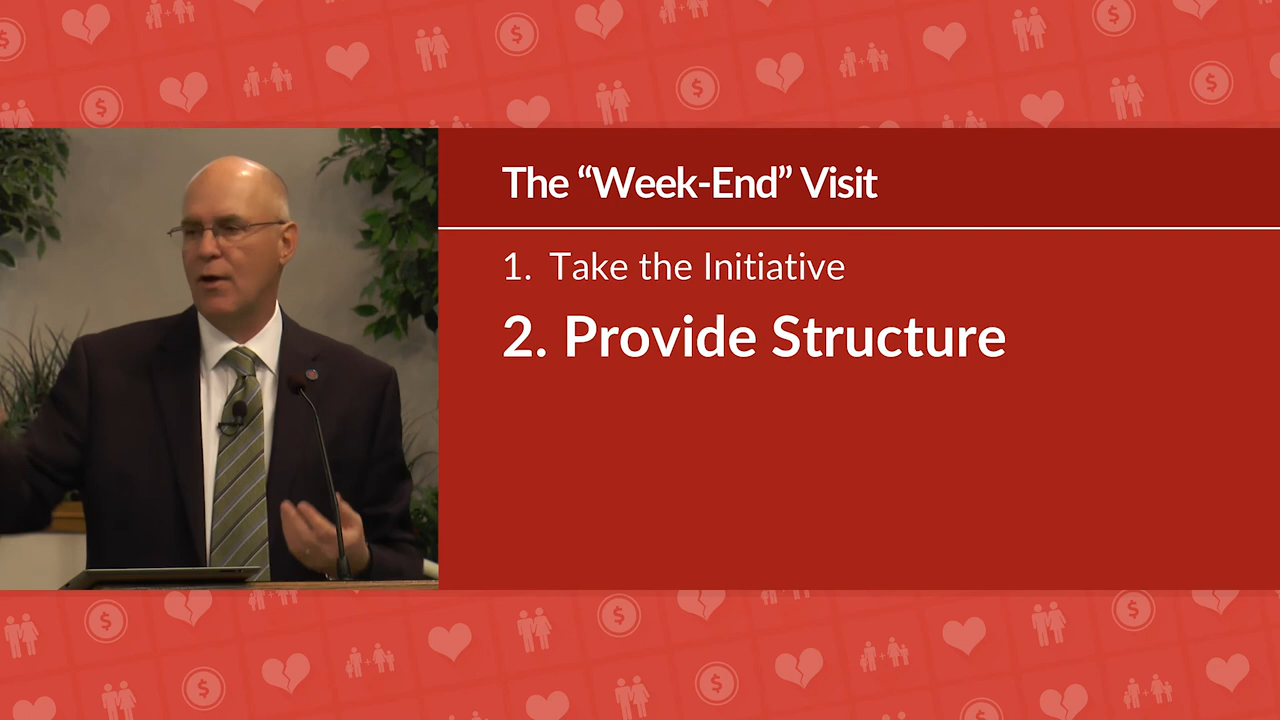 The “Week-End” Visit
1. Take the Initiative
2. Provide Structure